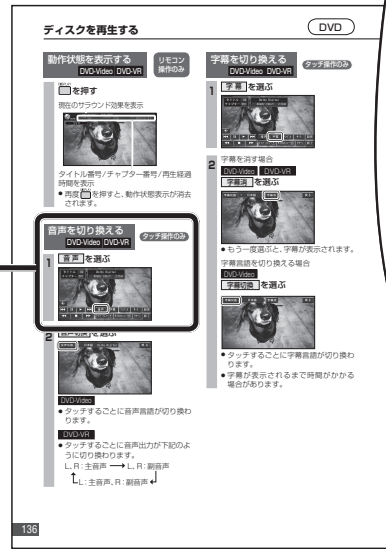 ディスクを再生する
DVD
動作状態を表示する
DVD-Video DVD-VR
リモコン
操作のみ
を押す
現在のサラウンド効果を表示
タイトル番号/チャプター番号/再生経過
時間を表示
● 再度 を押すと、動作状態表示が消去
されます。
音声を切り換える
DVD-Video DVD-VR
タッチ操作のみ
1 音声 を選ぶ
2 音声切換 を選ぶ
DVD-Video
● タッチするごとに音声言語が切り換わ
ります。
DVD-VR
● タッチするごとに音声出力が下記のよ
うに切り換わります。
L、R：主音声 → L、R：副音声
L：主音声、R：副音声
字幕を切り換える
DVD-Video DVD-VR
タッチ操作のみ
1 字幕 を選ぶ
2 字幕を消す場合
DVD-Video DVD-VR
字幕消 を選ぶ
● もう一度選ぶと、字幕が表示されます。
字幕言語を切り換える場合
DVD-Video
字幕切換 を選ぶ
● タッチするごとに字幕言語が切り換わ
ります。
● 字幕が表示されるまで時間がかかる
場合があります。
136